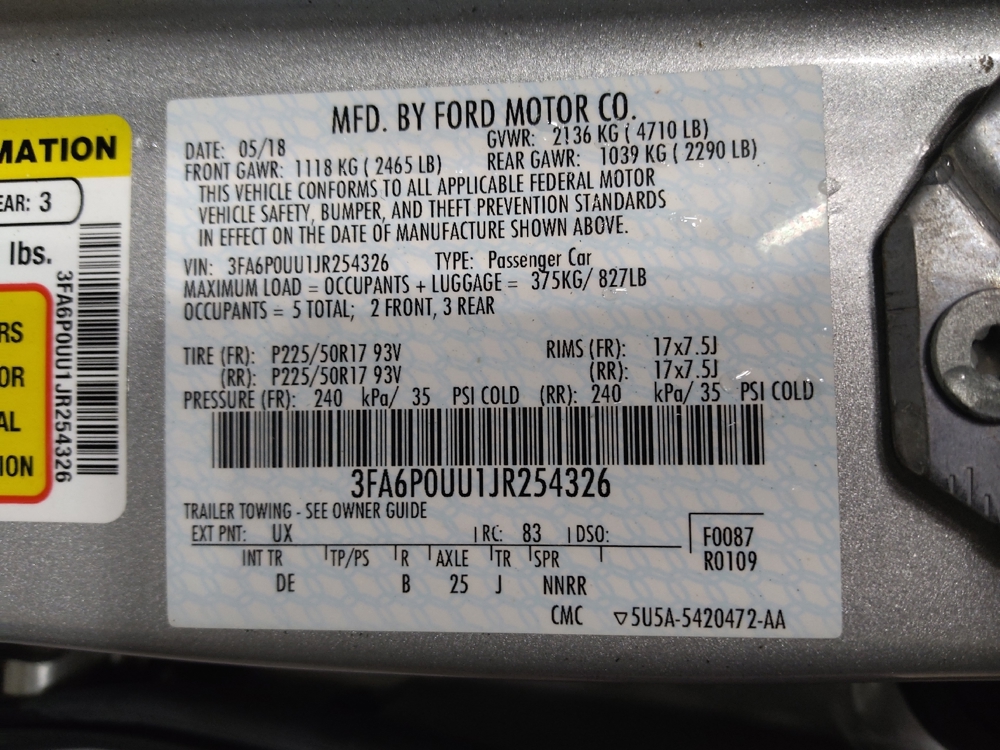 MATION
EAR: 3
lbs.
RS
OR
AL
ION
3FA6P0UU1JR254326
MFD. BY FORD MOTOR CO.
DATE: 05/18 GVWR: 2136 KG ( 4710 LB)
FRONT GAWR: 1118 KG ( 2465 LB) REAR GAWR: 1039 KG ( 2290 LB)
THIS VEHICLE CONFORMS TO ALL APPLICABLE FEDERAL MOTOR
VEHICLE SAFETY, BUMPER, AND THEFT PREVENTION STANDARDS
IN EFFECT ON THE DATE OF MANUFACTURE SHOWN ABOVE.
VIN: 3FA6P0UU1JR254326 TYPE: Passenger Car
MAXIMUM LOAD = OCCUPANTS + LUGGAGE = 375KG/ 827LB
OCCUPANTS = 5 TOTAL; 2 FRONT, 3 REAR
TIRE (FR): P225/50R17 93V RIMS (FR): 17x7.5J
(RR): P225/50R17 93V (RR): 17x7.5J
PRESSURE (FR): 240 kPa/ 35 PSI COLD (RR): 240 kPa/ 35 PSI COLD
3FA6P0UU1JR254326
TRAILER TOWING - SEE OWNER GUIDE
EXT PNT: UX RC: 83 DSO: F0087
INT TR TP/PS R AXLE TR SPR R0109
DE B 25 J NNRR
CMC ▽5U5A-5420472-AA